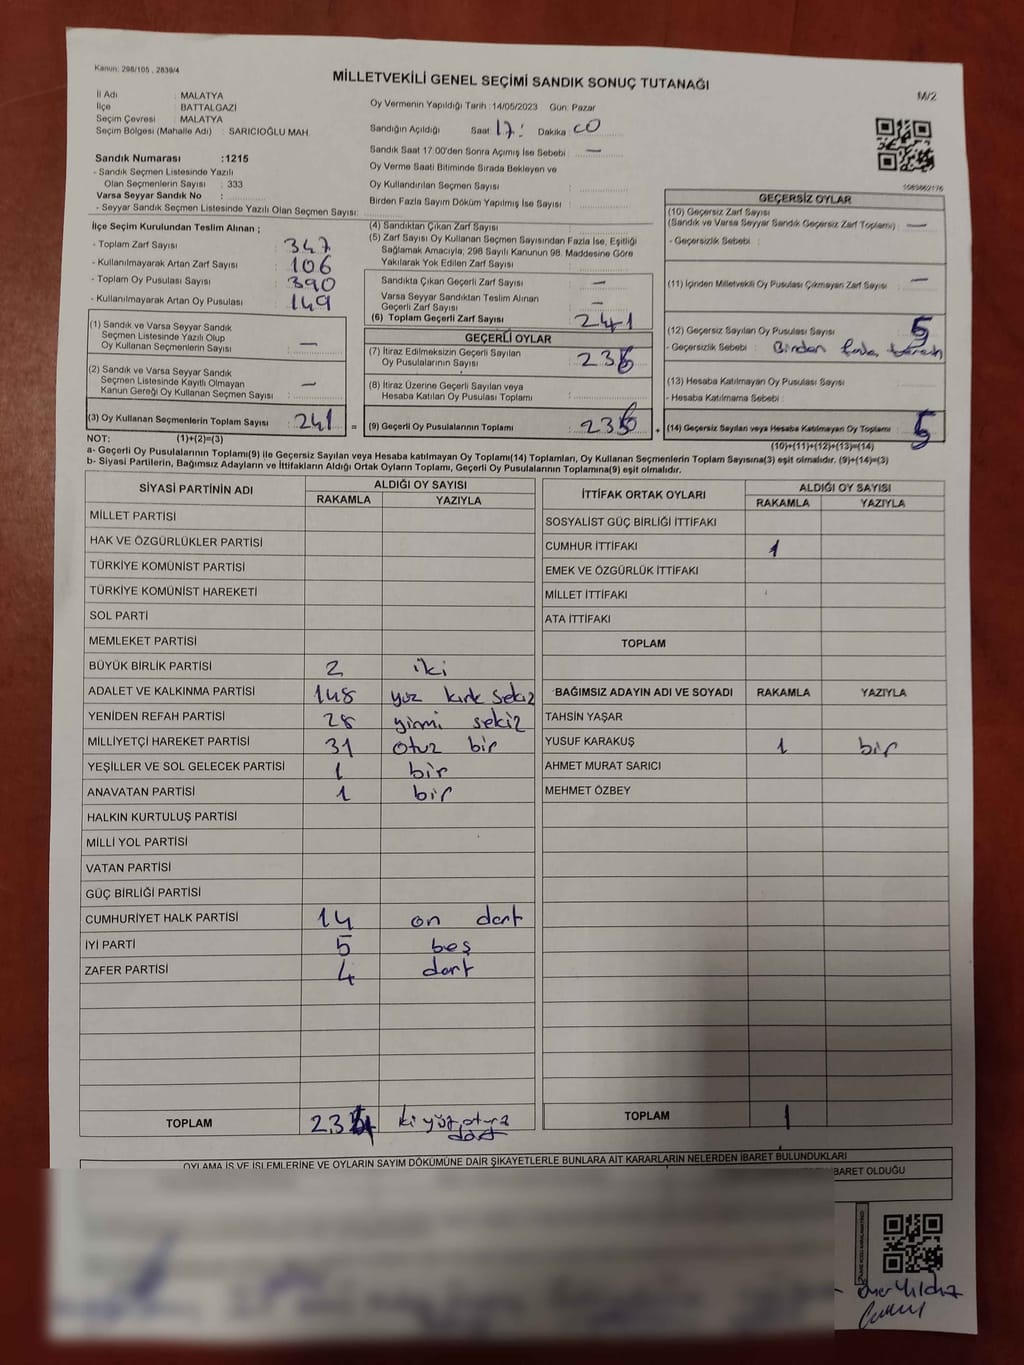 Kanun: 298/105 , 2839/4
MİLLETVEKİLİ GENEL SEÇİMİ SANDIK SONUÇ TUTANAĞI
M/2
İl Adı : MALATYA
İlçe : BATTALGAZİ
Seçim Çevresi : MALATYA
Seçim Bölgesi (Mahalle Adı) : SARICIOĞLU MAH.
Oy Vermenin Yapıldığı Tarih :14/05/2023 Gün: Pazar
Sandığın Açıldığı Saat 17: Dakika: 00
Sandık Saat 17:00'den Sonra Açımış İse Sebebi : —
Oy Verme Saati Bitiminde Sırada Bekleyen ve
Oy Kullandırılan Seçmen Sayısı :
Birden Fazla Sayım Döküm Yapılmış İse Sayısı :
Sandık Numarası :1215
- Sandık Seçmen Listesinde Yazılı
Olan Seçmenlerin Sayısı : 333
Varsa Seyyar Sandık No :
- Seyyar Sandık Seçmen Listesinde Yazılı Olan Seçmen Sayısı:
İlçe Seçim Kurulundan Teslim Alınan ;
- Toplam Zarf Sayısı : 347
- Kullanılmayarak Artan Zarf Sayısı : 106
- Toplam Oy Pusulası Sayısı : 390
- Kullanılmayarak Artan Oy Pusulası : 149
(1) Sandık ve Varsa Seyyar Sandık
Seçmen Listesinde Yazılı Olup
Oy Kullanan Seçmenlerin Sayısı : —
(2) Sandık ve Varsa Seyyar Sandık
Seçmen Listesinde Kayıtlı Olmayan
Kanun Gereği Oy Kullanan Seçmen Sayısı : —
(3) Oy Kullanan Seçmenlerin Toplam Sayısı : 241 =
(4) Sandıktan Çıkan Zarf Sayısı :
(5) Zarf Sayısı Oy Kullanan Seçmen Sayısından Fazla İse, Eşitliği
Sağlamak Amacıyla, 298 Sayılı Kanunun 98. Maddesine Göre
Yakılarak Yok Edilen Zarf Sayısı :
Sandıkta Çıkan Geçerli Zarf Sayısı : —
Varsa Seyyar Sandıktan Teslim Alınan
Geçerli Zarf Sayısı : —
(6) Toplam Geçerli Zarf Sayısı : 241
GEÇERLİ OYLAR
(7) İtiraz Edilmeksizin Geçerli Sayılan
Oy Pusulalarının Sayısı : 236
(8) İtiraz Üzerine Geçerli Sayılan veya
Hesaba Katılan Oy Pusulası Toplamı :
(9) Geçerli Oy Pusulalarının Toplamı : 236 +
GEÇERSİZ OYLAR
(10) Geçersiz Zarf Sayısı
(Sandık ve Varsa Seyyar Sandık Geçersiz Zarf Toplamı) : —
- Geçersizlik Sebebi :
(11) İçinden Milletvekili Oy Pusulası Çıkmayan Zarf Sayısı : —
(12) Geçersiz Sayılan Oy Pusulası Sayısı : 5
- Geçersizlik Sebebi : Birden fazla
(13) Hesaba Katılmayan Oy Pusulası Sayısı :
- Hesaba Katılmama Sebebi :
(14) Geçersiz Sayılan veya Hesaba Katılmayan Oy Toplamı : 5
NOT: (1)+(2)=(3)
(10)+(11)+(12)+(13)=(14)
a- Geçerli Oy Pusulalarının Toplamı(9) ile Geçersiz Sayılan veya Hesaba katılmayan Oy Toplamı(14) Toplamları, Oy Kullanan Seçmenlerin Toplam Sayısına(3) eşit olmalıdır. (9)+(14)=(3)
b- Siyasi Partilerin, Bağımsız Adayların ve İttifakların Aldığı Ortak Oyların Toplamı, Geçerli Oy Pusulalarının Toplamına(9) eşit olmalıdır.
SİYASİ PARTİNİN ADI
ALDIĞI OY SAYISI
RAKAMLA YAZIYLA
MİLLET PARTİSİ
HAK VE ÖZGÜRLÜKLER PARTİSİ
TÜRKİYE KOMÜNİST PARTİSİ
TÜRKİYE KOMÜNİST HAREKETİ
SOL PARTİ
MEMLEKET PARTİSİ
BÜYÜK BİRLİK PARTİSİ 2 iki
ADALET VE KALKINMA PARTİSİ 148 yüz kırk sekiz
YENİDEN REFAH PARTİSİ 28 yirmi sekiz
MİLLİYETÇİ HAREKET PARTİSİ 31 otuz bir
YEŞİLLER VE SOL GELECEK PARTİSİ 1 bir
ANAVATAN PARTİSİ 1 bir
HALKIN KURTULUŞ PARTİSİ
MİLLİ YOL PARTİSİ
VATAN PARTİSİ
GÜÇ BİRLİĞİ PARTİSİ
CUMHURİYET HALK PARTİSİ 14 on dört
İYİ PARTİ 5 beş
ZAFER PARTİSİ 4 dört
TOPLAM 234 iki yüz otuz
dört
İTTİFAK ORTAK OYLARI
ALDIĞI OY SAYISI
RAKAMLA YAZIYLA
SOSYALİST GÜÇ BİRLİĞİ İTTİFAKI
CUMHUR İTTİFAKI 1
EMEK VE ÖZGÜRLÜK İTTİFAKI
MİLLET İTTİFAKI
ATA İTTİFAKI
TOPLAM
BAĞIMSIZ ADAYIN ADI VE SOYADI RAKAMLA YAZIYLA
TAHSİN YAŞAR
YUSUF KARAKUŞ 1 bir
AHMET MURAT SARICI
MEHMET ÖZBEY
TOPLAM 1
OYLAMA İŞ VE İŞLEMLERİNE VE OYLARIN SAYIM DÖKÜMÜNE DAİR ŞİKAYETLERLE BUNLARA AİT KARARLARIN NELERDEN İBARET BULUNDUKLARI
İBARET OLDUĞU